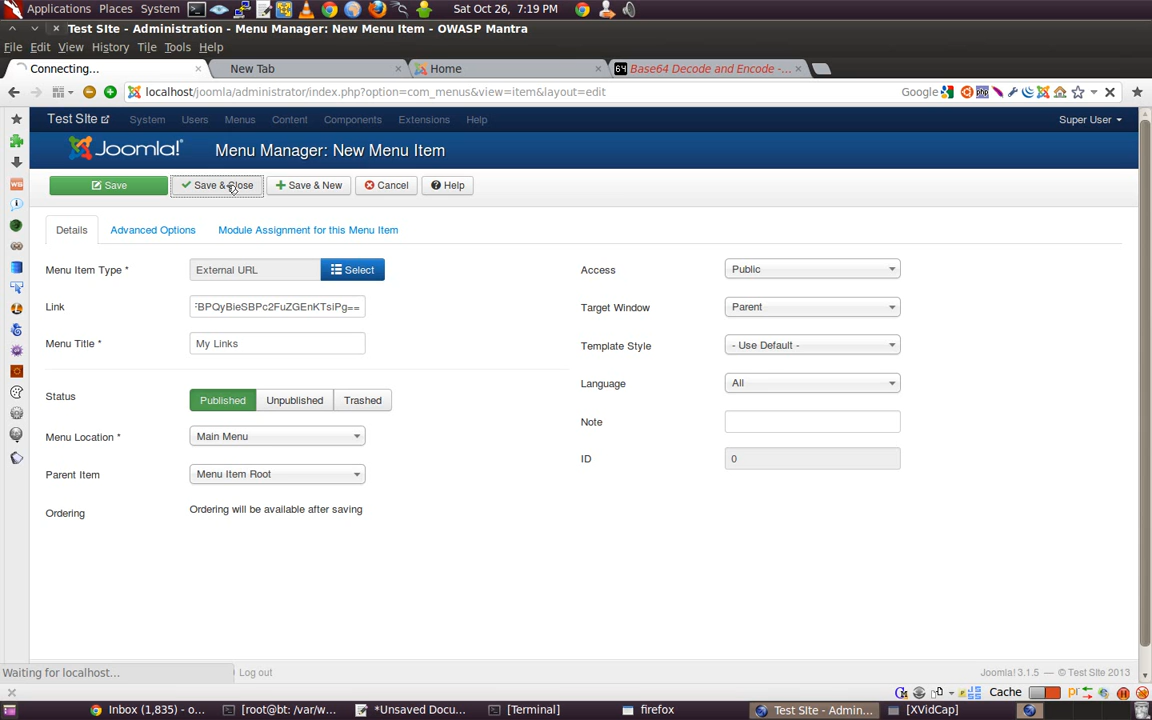 Applications Places System Sat Oct 26, 7:19 PM
Test SIte - Administration - Menu Manager: New Menu Item - OWASP Mantra
File Edit View History Tile Tools Help
Connecting... New Tab Home 64 Base64 Decode and Encode -...
localhost/joomla/administrator/index.php?option=com_menus&view=item&layout=edit Google
Test SIte System Users Menus Content Components Extensions Help Super User
Joomla! Menu Manager: New Menu Item
Save Save & Close Save & New Cancel Help
Details Advanced Options Module Assignment for this Menu Item
Menu Item Type * External URL Select Access Public
Link BPQyBieSBPc2FuZGEnKTsiPg== Target Window Parent
Menu Title * My Links Template Style - Use Default -
Status Published Unpublished Trashed Language All
Menu Location * Main Menu Note
Parent Item Menu Item Root ID 0
Ordering Ordering will be available after saving
Waiting for localhost... Log out Joomla! 3.1.5 — © Test SIte 2013
Cache
Inbox (1,835) - o... [root@bt: /var/w... *Unsaved Docu... [Terminal] firefox Test SIte - Admin... [XVidCap]